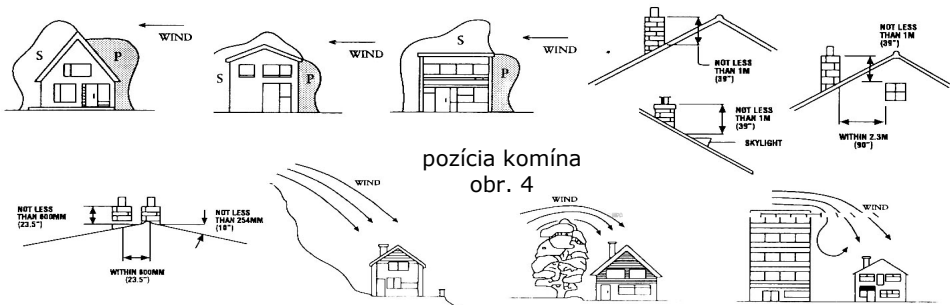 S
P
WIND
S
P
WIND
S
P
WIND
NOT LESS
THAN 1M
(39")
NOT LESS
THAN 1M
(39")
SKYLIGHT
NOT LESS
THAN 1M
(39")
WITHIN 2.3M
(90")
pozícia komína
obr. 4
NOT LESS
THAN 600MM
(23.5")
NOT LESS
THAN 254MM
(10")
WITHIN 600MM
(23.5")
WIND
WIND
WIND